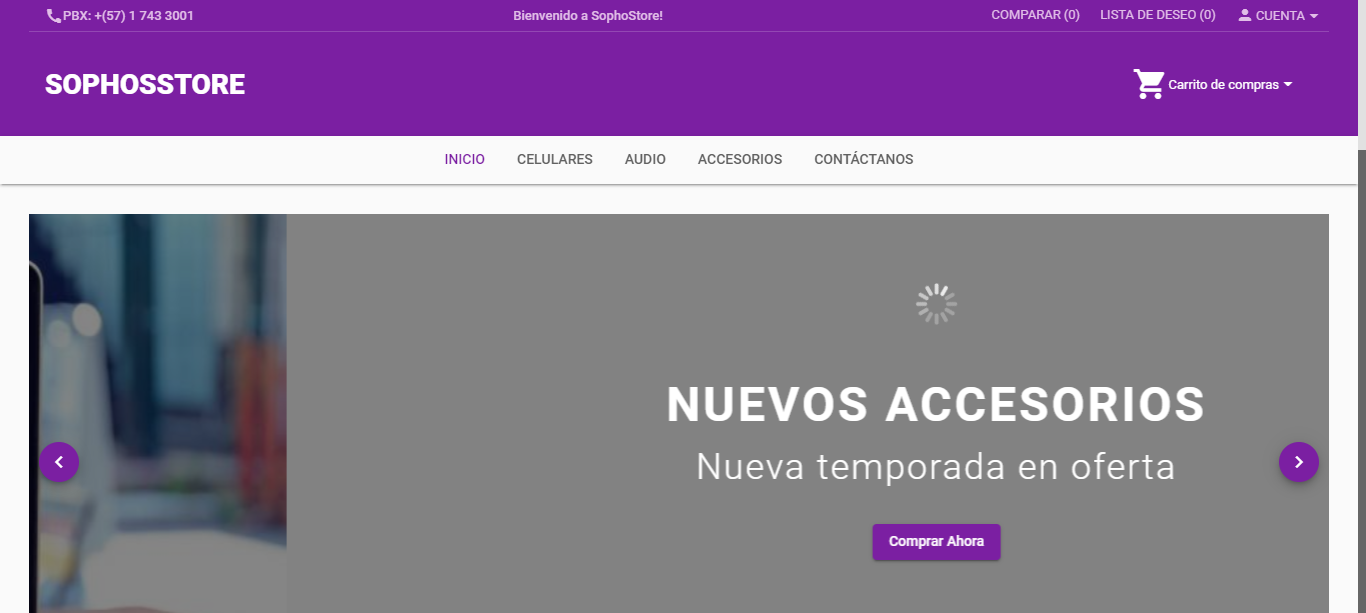 PBX: +(57) 1 743 3001
Bienvenido a SophoStore!
COMPARAR (0)
LISTA DE DESEO (0)
CUENTA
SOPHOSSTORE
Carrito de compras
INICIO
CELULARES
AUDIO
ACCESORIOS
CONTÁCTANOS
NUEVOS ACCESORIOS
Nueva temporada en oferta
Comprar Ahora